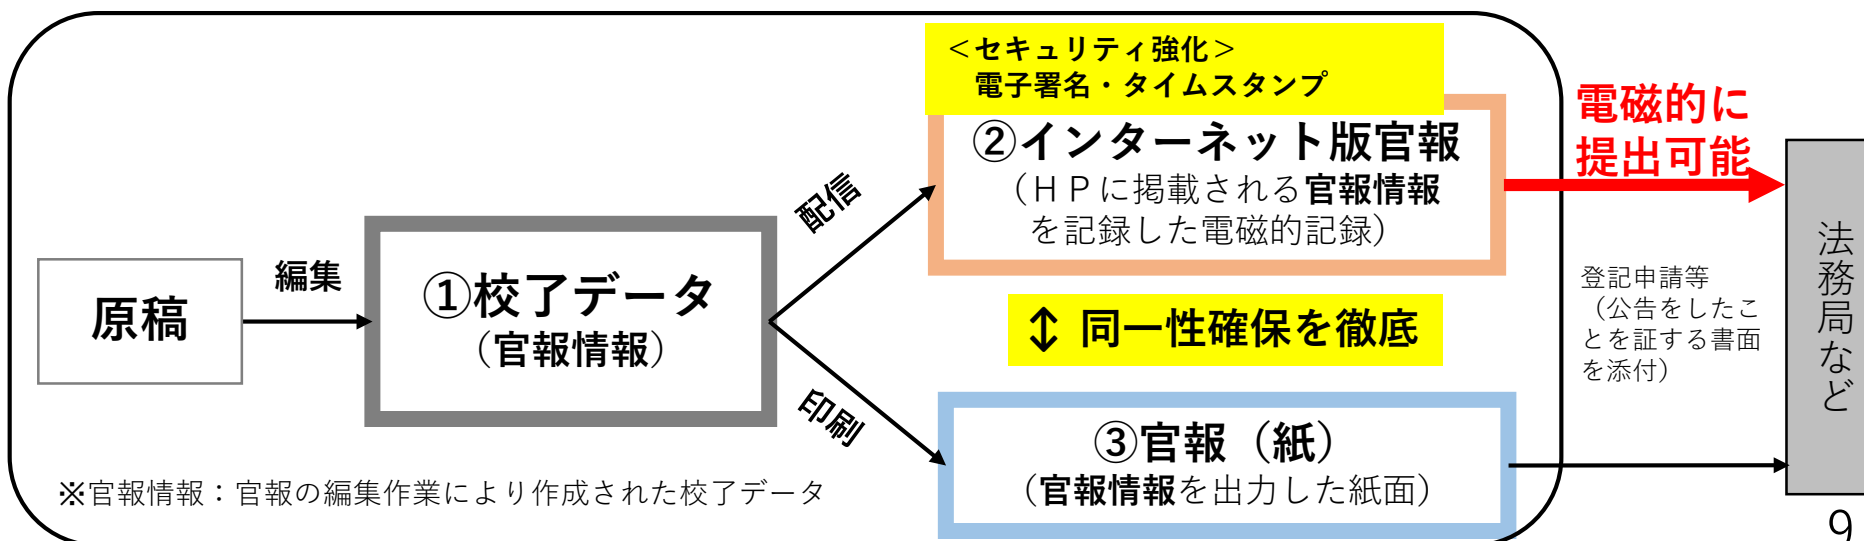 ＜セキュリティ強化＞
電子署名・タイムスタンプ
②インターネット版官報
（ＨＰに掲載される官報情報
を記録した電磁的記録）
電磁的に
提出可能
配信
原稿
編集
①校了データ
（官報情報）
↕ 同一性確保を徹底
登記申請等
（公告をしたこ
とを証する書面
を添付）
法務局など
印刷
③官報（紙）
（官報情報を出力した紙面）
※官報情報：官報の編集作業により作成された校了データ
9